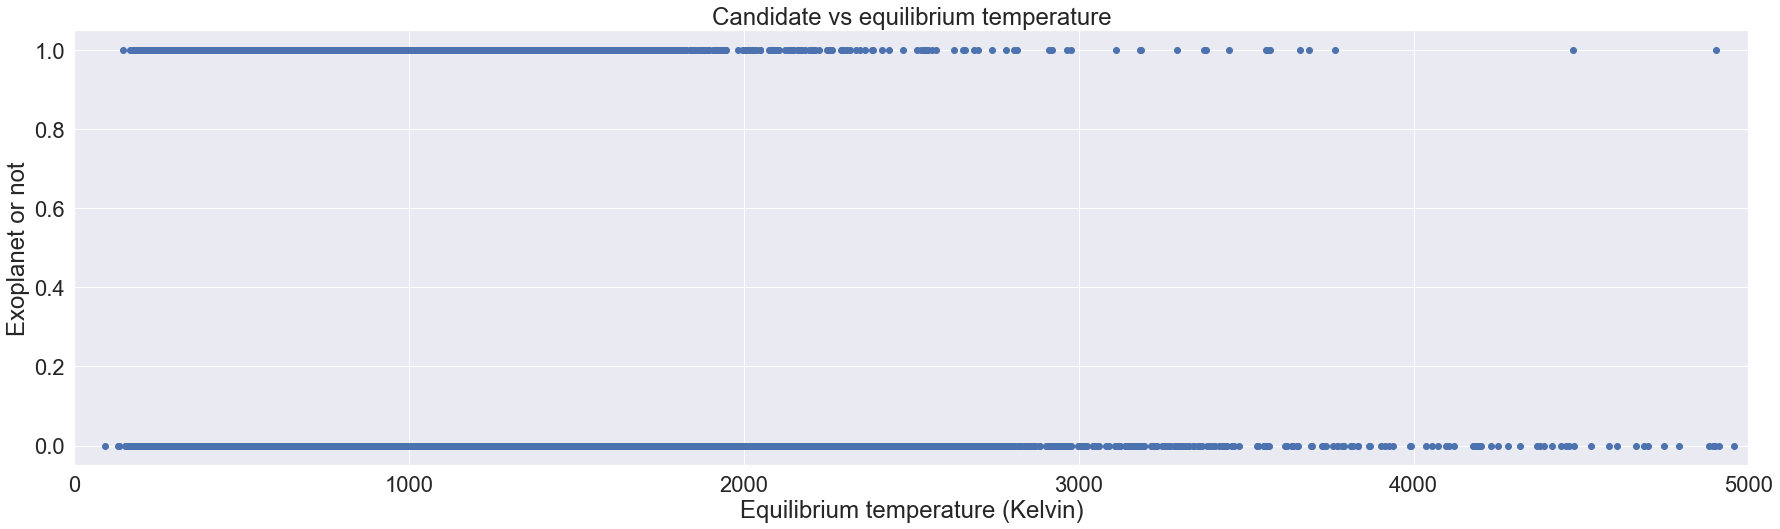 Candidate vs equilibrium temperature
1.0
0.8
0.6
0.4
0.2
0.0
Exoplanet or not
0 1000 2000 3000 4000 5000
Equilibrium temperature (Kelvin)